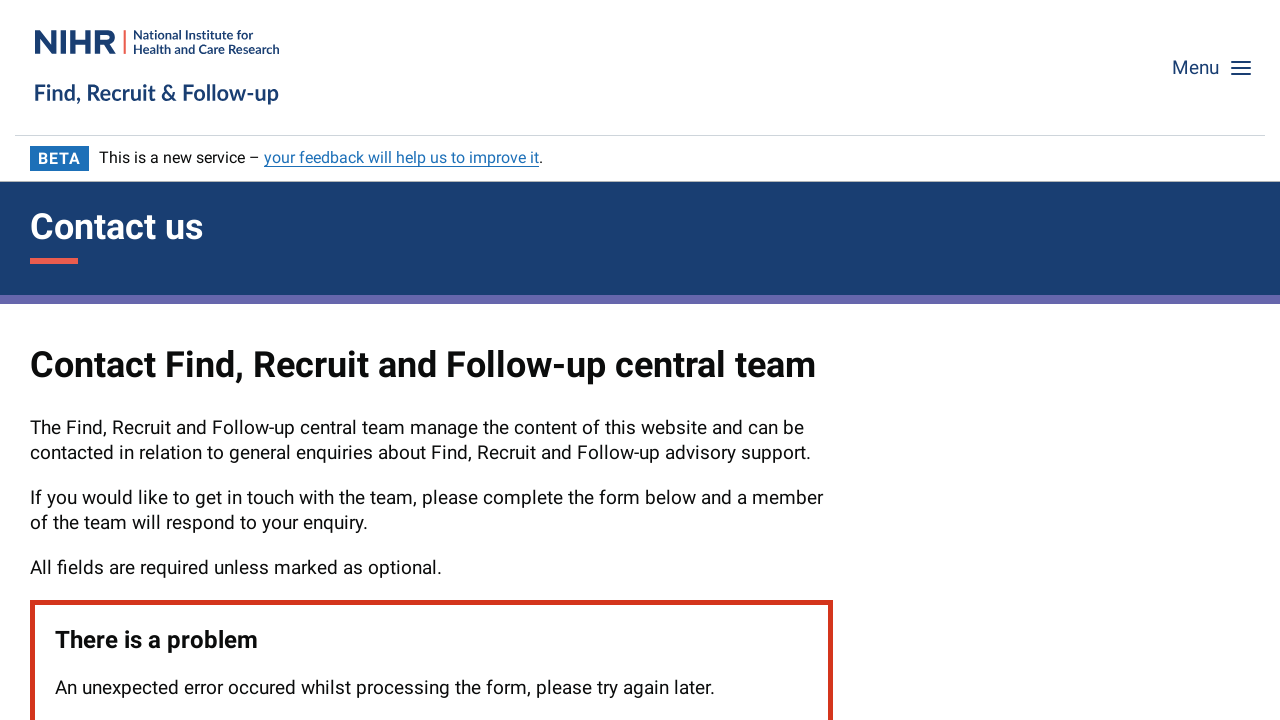 NIHR | National Institute for
Health and Care Research
Find, Recruit & Follow-up
Menu
BETA This is a new service – your feedback will help us to improve it.
Contact us
Contact Find, Recruit and Follow-up central team
The Find, Recruit and Follow-up central team manage the content of this website and can be
contacted in relation to general enquiries about Find, Recruit and Follow-up advisory support.
If you would like to get in touch with the team, please complete the form below and a member
of the team will respond to your enquiry.
All fields are required unless marked as optional.
There is a problem
An unexpected error occured whilst processing the form, please try again later.